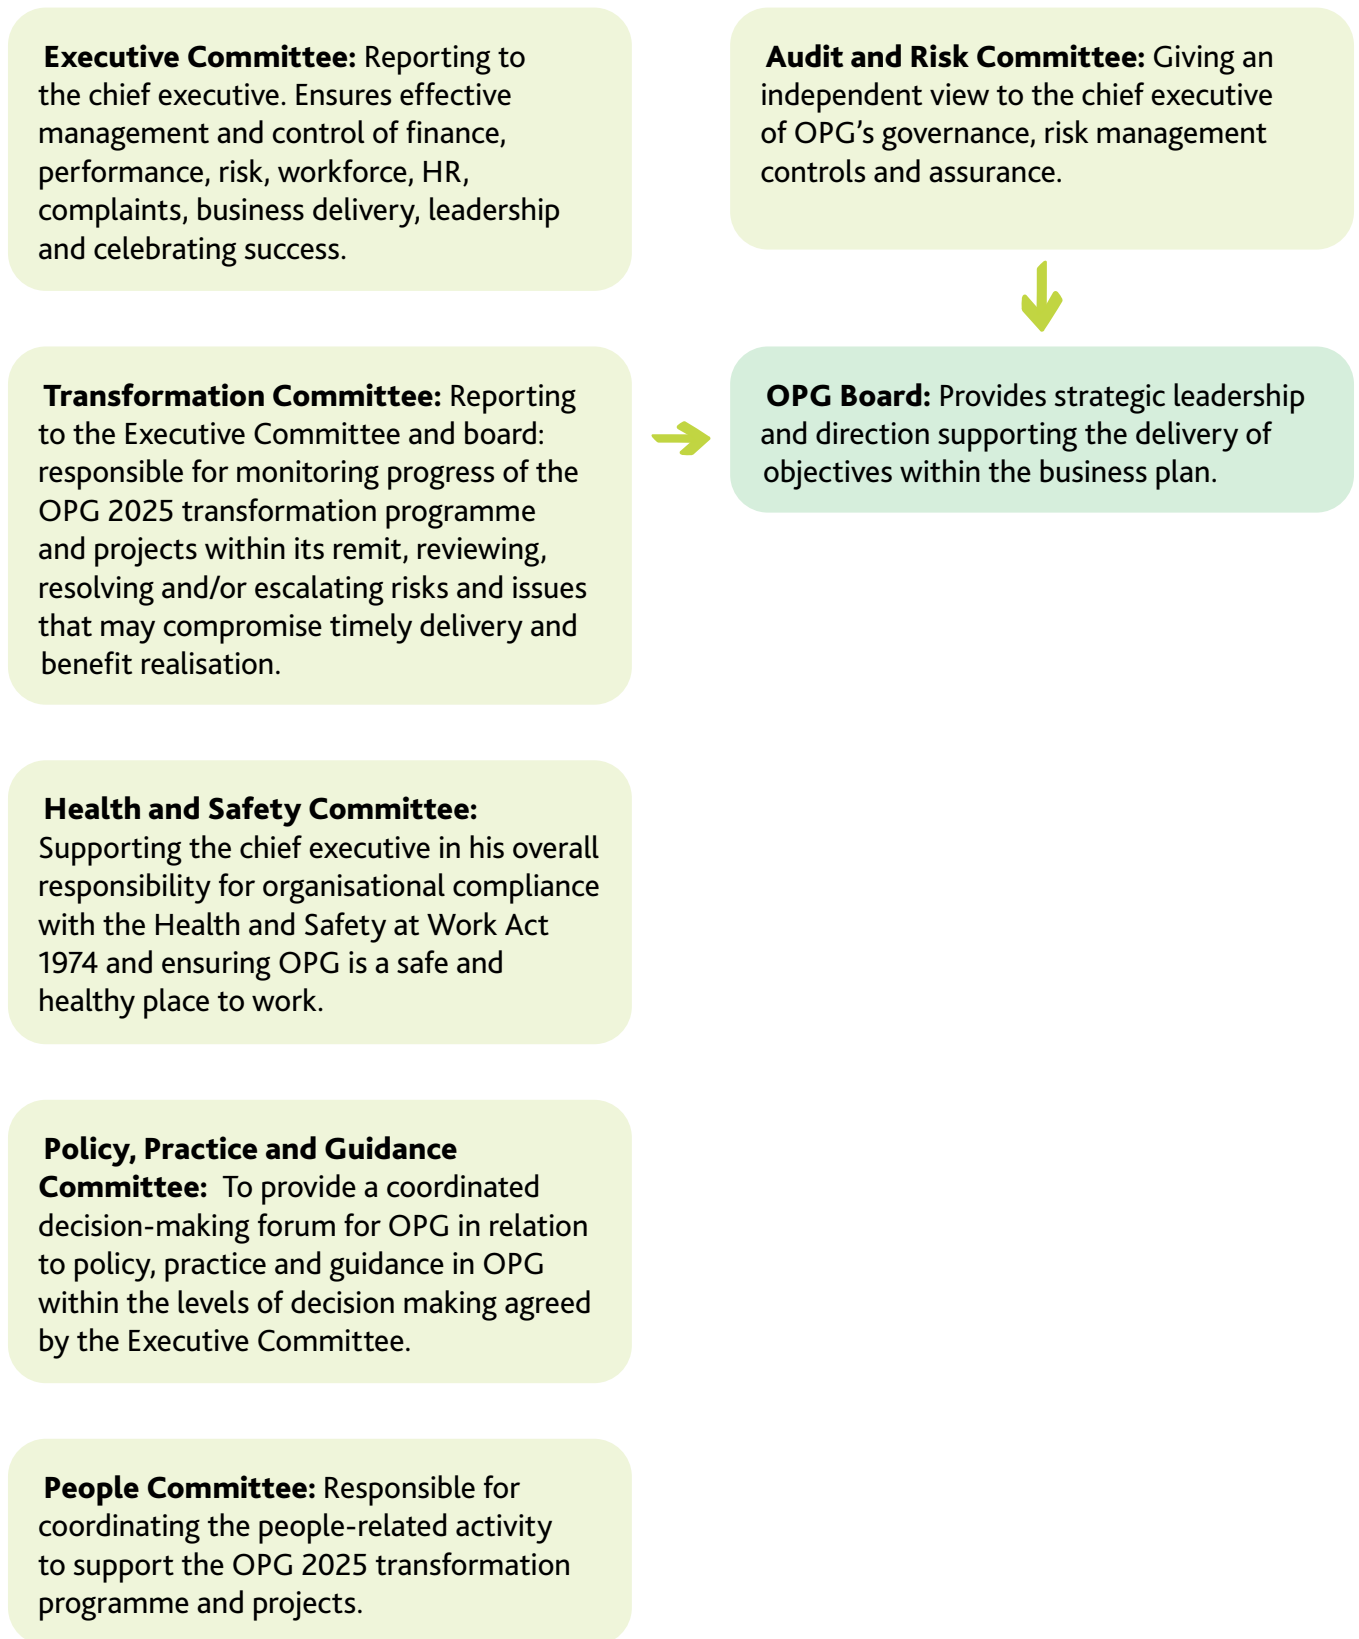 Executive Committee: Reporting to
the chief executive. Ensures effective
management and control of finance,
performance, risk, workforce, HR,
complaints, business delivery, leadership
and celebrating success.
Audit and Risk Committee: Giving an
independent view to the chief executive
of OPG’s governance, risk management
controls and assurance.
Transformation Committee: Reporting
to the Executive Committee and board:
responsible for monitoring progress of the
OPG 2025 transformation programme
and projects within its remit, reviewing,
resolving and/or escalating risks and issues
that may compromise timely delivery and
benefit realisation.
OPG Board: Provides strategic leadership
and direction supporting the delivery of
objectives within the business plan.
Health and Safety Committee:
Supporting the chief executive in his overall
responsibility for organisational compliance
with the Health and Safety at Work Act
1974 and ensuring OPG is a safe and
healthy place to work.
Policy, Practice and Guidance
Committee: To provide a coordinated
decision-making forum for OPG in relation
to policy, practice and guidance in OPG
within the levels of decision making agreed
by the Executive Committee.
People Committee: Responsible for
coordinating the people-related activity
to support the OPG 2025 transformation
programme and projects.